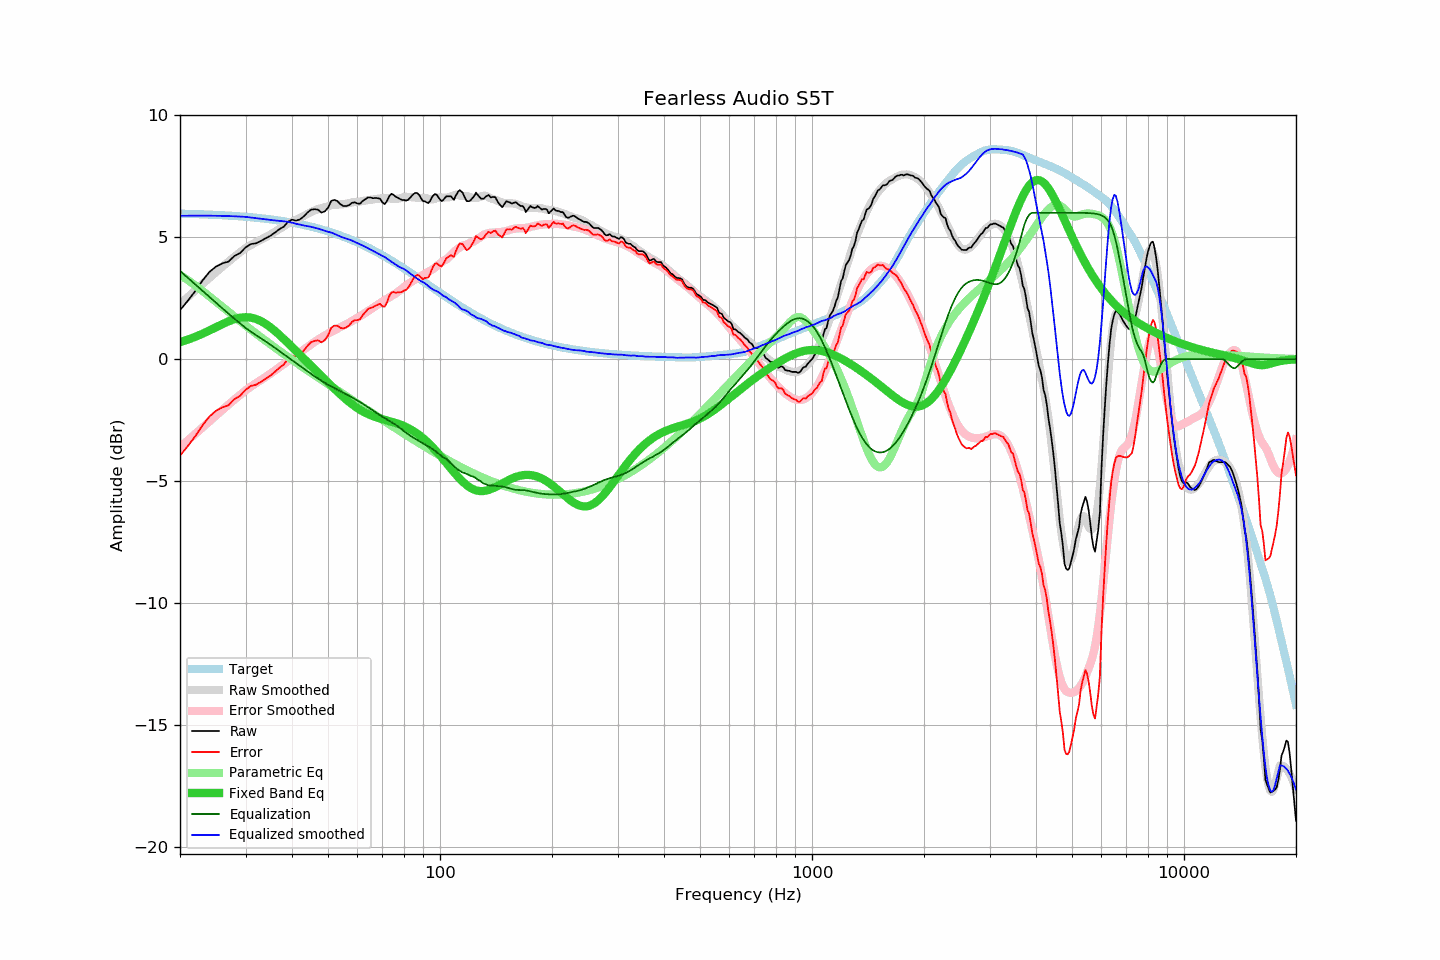 Fearless Audio S5T
10
5
0
−5
−10
−15
−20
Amplitude (dBr)
Target
Raw Smoothed
Error Smoothed
Raw
Error
Parametric Eq
Fixed Band Eq
Equalization
Equalized smoothed
100
1000
10000
Frequency (Hz)